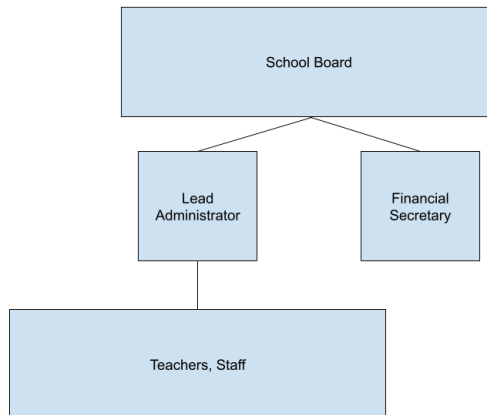 School Board
Lead
Administrator
Financial
Secretary
Teachers, Staff